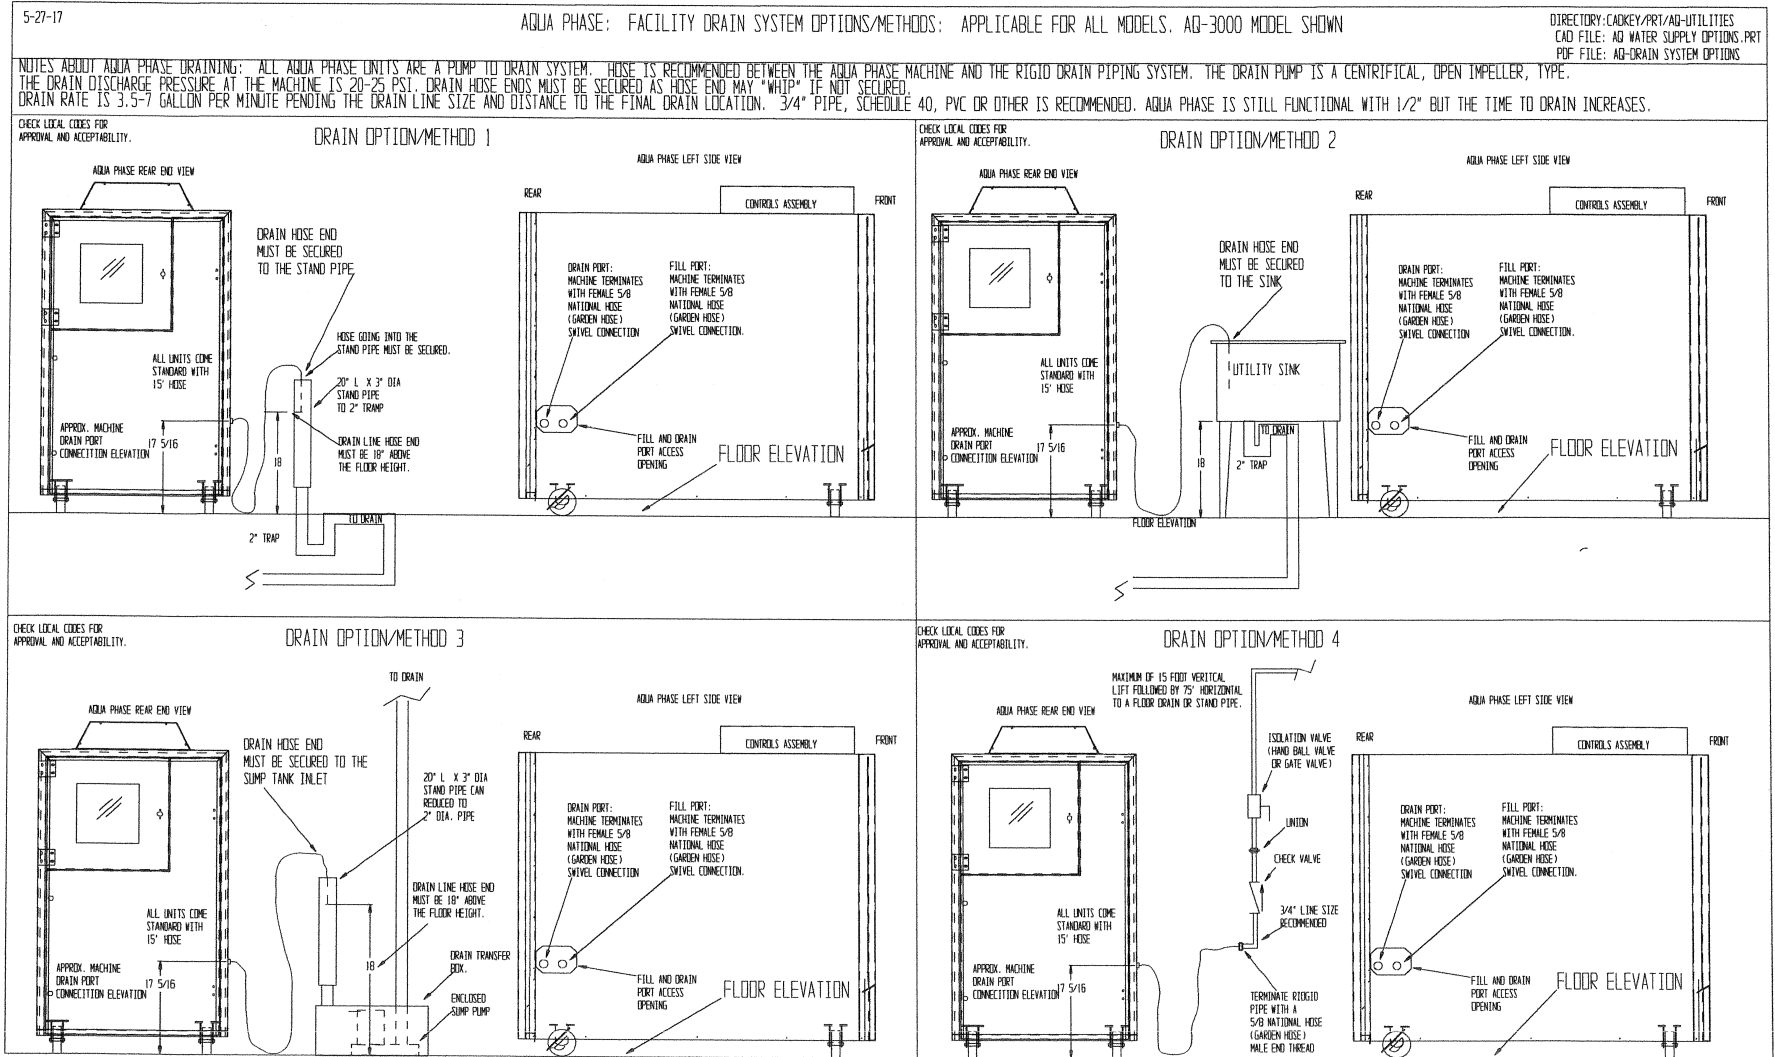 5-27-17
AQUA PHASE: FACILITY DRAIN SYSTEM OPTIONS/METHODS: APPLICABLE FOR ALL MODELS. AQ-3000 MODEL SHOWN
DIRECTORY:CADKEY/PRT/AQ-UTILITIES
CAD FILE: AQ WATER SUPPLY OPTIONS.PRT
PDF FILE: AQ-DRAIN SYSTEM OPTIONS
NOTES ABOUT AQUA PHASE DRAINING: ALL AQUA PHASE UNITS ARE A PUMP TO DRAIN SYSTEM. HOSE IS RECOMMENDED BETWEEN THE AQUA PHASE MACHINE AND THE RIGID DRAIN PIPING SYSTEM. THE DRAIN PUMP IS A CENTRIFICAL, OPEN IMPELLER, TYPE.
THE DRAIN DISCHARGE PRESSURE AT THE MACHINE IS 20-25 PSI. DRAIN HOSE ENDS MUST BE SECURED AS HOSE END MAY "WHIP" IF NOT SECURED.
DRAIN RATE IS 3.5-7 GALLON PER MINUTE PENDING THE DRAIN LINE SIZE AND DISTANCE TO THE FINAL DRAIN LOCATION. 3/4" PIPE, SCHEDULE 40, PVC OR OTHER IS RECOMMENDED. AQUA PHASE IS STILL FUNCTIONAL WITH 1/2" BUT THE TIME TO DRAIN INCREASES.
CHECK LOCAL CODES FOR
APPROVAL AND ACCEPTABILITY.
DRAIN OPTION/METHOD 1
AQUA PHASE REAR END VIEW
DRAIN HOSE END
MUST BE SECURED
TO THE STAND PIPE
HOSE GOING INTO THE
STAND PIPE MUST BE SECURED.
20" L X 3" DIA
STAND PIPE
TO 2" TRAMP
DRAIN LINE HOSE END
MUST BE 18" ABOVE
THE FLOOR HEIGHT.
ALL UNITS COME
STANDARD WITH
15' HOSE
APPROX. MACHINE
DRAIN PORT
CONNECITION ELEVATION
17 5/16
18
TO DRAIN
2" TRAP
AQUA PHASE LEFT SIDE VIEW
REAR
CONTROLS ASSEMBLY
FRONT
DRAIN PORT:
MACHINE TERMINATES
WITH FEMALE 5/8
NATIONAL HOSE
(GARDEN HOSE)
SWIVEL CONNECTION
FILL PORT:
MACHINE TERMINATES
WITH FEMALE 5/8
NATIONAL HOSE
(GARDEN HOSE)
SWIVEL CONNECTION.
FILL AND DRAIN
PORT ACCESS
OPENING
FLOOR ELEVATION
CHECK LOCAL CODES FOR
APPROVAL AND ACCEPTABILITY.
DRAIN OPTION/METHOD 2
AQUA PHASE REAR END VIEW
DRAIN HOSE END
MUST BE SECURED
TO THE SINK
UTILITY SINK
ALL UNITS COME
STANDARD WITH
15' HOSE
APPROX. MACHINE
DRAIN PORT
CONNECITION ELEVATION
17 5/16
18
TO DRAIN
2" TRAP
FLOOR ELEVATION
AQUA PHASE LEFT SIDE VIEW
REAR
CONTROLS ASSEMBLY
FRONT
DRAIN PORT:
MACHINE TERMINATES
WITH FEMALE 5/8
NATIONAL HOSE
(GARDEN HOSE)
SWIVEL CONNECTION
FILL PORT:
MACHINE TERMINATES
WITH FEMALE 5/8
NATIONAL HOSE
(GARDEN HOSE)
SWIVEL CONNECTION.
FILL AND DRAIN
PORT ACCESS
OPENING
FLOOR ELEVATION
CHECK LOCAL CODES FOR
APPROVAL AND ACCEPTABILITY.
DRAIN OPTION/METHOD 3
TO DRAIN
AQUA PHASE REAR END VIEW
DRAIN HOSE END
MUST BE SECURED TO THE
SUMP TANK INLET
20" L X 3" DIA
STAND PIPE CAN
REDUCED TO
2" DIA. PIPE
DRAIN LINE HOSE END
MUST BE 18" ABOVE
THE FLOOR HEIGHT.
ALL UNITS COME
STANDARD WITH
15' HOSE
APPROX. MACHINE
DRAIN PORT
CONNECITION ELEVATION
17 5/16
18
DRAIN TRANSFER
BOX.
ENCLOSED
SUMP PUMP
AQUA PHASE LEFT SIDE VIEW
REAR
CONTROLS ASSEMBLY
FRONT
DRAIN PORT:
MACHINE TERMINATES
WITH FEMALE 5/8
NATIONAL HOSE
(GARDEN HOSE)
SWIVEL CONNECTION
FILL PORT:
MACHINE TERMINATES
WITH FEMALE 5/8
NATIONAL HOSE
(GARDEN HOSE)
SWIVEL CONNECTION.
FILL AND DRAIN
PORT ACCESS
OPENING
FLOOR ELEVATION
CHECK LOCAL CODES FOR
APPROVAL AND ACCEPTABILITY.
DRAIN OPTION/METHOD 4
MAXIMUM OF 15 FOOT VERITCAL
LIFT FOLLOWED BY 75' HORIZONTAL
TO A FLOOR DRAIN OR STAND PIPE.
AQUA PHASE REAR END VIEW
ISOLATION VALVE
(HAND BALL VALVE
OR GATE VALVE)
UNION
CHECK VALVE
3/4" LINE SIZE
RECOMMENDED
ALL UNITS COME
STANDARD WITH
15' HOSE
APPROX. MACHINE
DRAIN PORT
CONNECITION ELEVATION
17 5/16
TERMINATE RIOGID
PIPE WITH A
5/8 NATIONAL HOSE
(GARDEN HOSE)
MALE END THREAD
AQUA PHASE LEFT SIDE VIEW
REAR
CONTROLS ASSEMBLY
FRONT
DRAIN PORT:
MACHINE TERMINATES
WITH FEMALE 5/8
NATIONAL HOSE
(GARDEN HOSE)
SWIVEL CONNECTION
FILL PORT:
MACHINE TERMINATES
WITH FEMALE 5/8
NATIONAL HOSE
(GARDEN HOSE)
SWIVEL CONNECTION.
FILL AND DRAIN
PORT ACCESS
OPENING
FLOOR ELEVATION